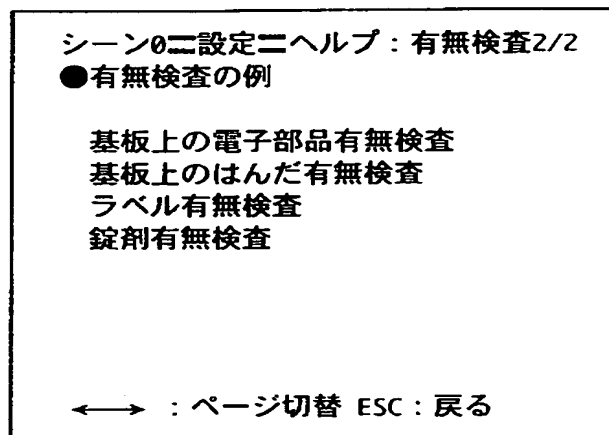 シーン0〓設定〓ヘルプ：有無検査2/2
●有無検査の例
基板上の電子部品有無検査
基板上のはんだ有無検査
ラベル有無検査
錠剤有無検査
←→ ：ページ切替 ESC：戻る